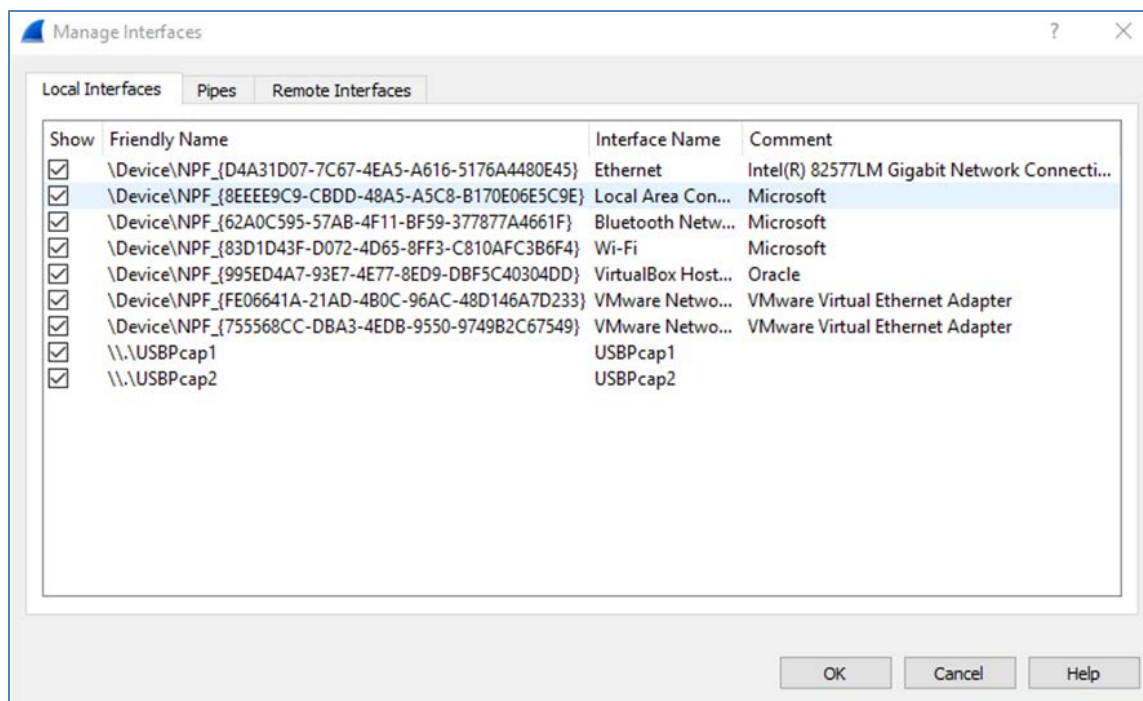 Manage Interfaces ? ×
Local Interfaces Pipes Remote Interfaces
Show Friendly Name Interface Name Comment
\Device\NPF_{D4A31D07-7C67-4EA5-A616-5176A4480E45} Ethernet Intel(R) 82577LM Gigabit Network Connecti...
\Device\NPF_{8EEEE9C9-CBDD-48A5-A5C8-B170E06E5C9E} Local Area Con... Microsoft
\Device\NPF_{62A0C595-57AB-4F11-BF59-377877A4661F} Bluetooth Netw... Microsoft
\Device\NPF_{83D1D43F-D072-4D65-8FF3-C810AFC3B6F4} Wi-Fi Microsoft
\Device\NPF_{995ED4A7-93E7-4E77-8ED9-DBF5C40304DD} VirtualBox Host... Oracle
\Device\NPF_{FE06641A-21AD-4B0C-96AC-48D146A7D233} VMware Netwo... VMware Virtual Ethernet Adapter
\Device\NPF_{755568CC-DBA3-4EDB-9550-9749B2C67549} VMware Netwo... VMware Virtual Ethernet Adapter
\\.\USBPcap1 USBPcap1
\\.\USBPcap2 USBPcap2
OK Cancel Help